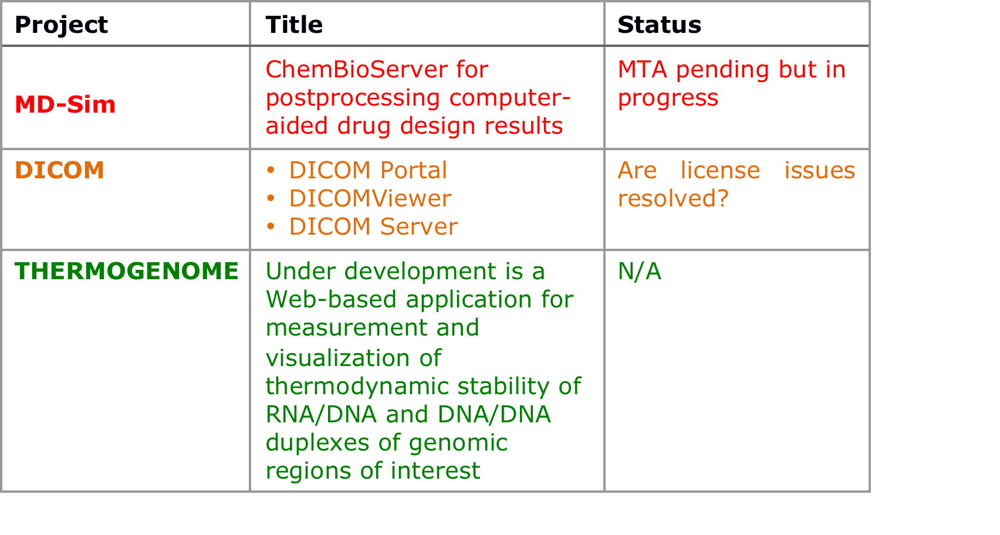 Project Title Status
MD-Sim
ChemBioServer for
postprocessing computer-
aided drug design results
MTA pending but in
progress
DICOM
• DICOM Portal
• DICOMViewer
• DICOM Server
Are license issues
resolved?
THERMOGENOME
Under development is a
Web-based application for
measurement and
visualization of
thermodynamic stability of
RNA/DNA and DNA/DNA
duplexes of genomic
regions of interest
N/A